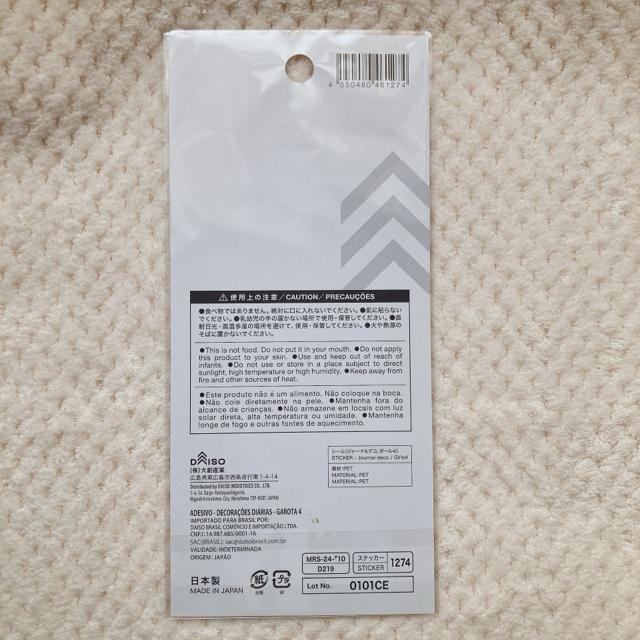 4 550480 461274
使用上の注意/CAUTION/PRECAUÇÕES
●食べ物ではありません。絶対に口に入れないでください。●肌に貼らない
でください。●乳幼児の手の届かない場所で使用・保管してください。●直
射日光・高温多湿の場所を避けて、使用・保管してください。●火や熱源の
そばに置かないでください。
●This is not food. Do not put it in your mouth. ●Do not apply
this product to your skin. ●Use and keep out of reach of
infants. ●Do not use or store in a place subject to direct
sunlight, high temperature or high humidity. ●Keep away from
fire and other sources of heat.
●Este produto não é um alimento. Não coloque na boca.
●Não cole diretamente na pele. ●Mantenha fora do
alcance de crianças. ●Não armazene em locais com luz
solar direta, alta temperatura ou umidade. ●Mantenha
longe de fogo e outras fontes de aquecimento.
DAISO
(株)大創産業
広島県東広島市西条吉行東1-4-14
Distributed by DAISO INDUSTRIES CO., LTD.
1-4-14 Saijo Yoshiyukihigashi,
Higashihiroshima City, Hiroshima 739-8501 JAPAN
シール(ジャーナルデコ、ガール4)
STICKER - Journal deco / Girls4
素材:PET
MATERIAL: PET
MATERIAL: PET
ADESIVO - DECORAÇÕES DIÁRIAS - GAROTA 4
IMPORTADO PARA BRASIL POR:
DAISO BRASIL COMÉRCIO E IMPORTAÇÃO LTDA.
CNPJ: 14.987.685/0001-16
SAC(BRASIL): sac@daisobrasil.com.br
VALIDADE: INDETERMINADA
ORIGEM: JAPÃO
日本製
MADE IN JAPAN
紙
台紙
プラ
袋
MRS-24-"10
D219
ステッカー
STICKER
1274
Lot No.
0101CE